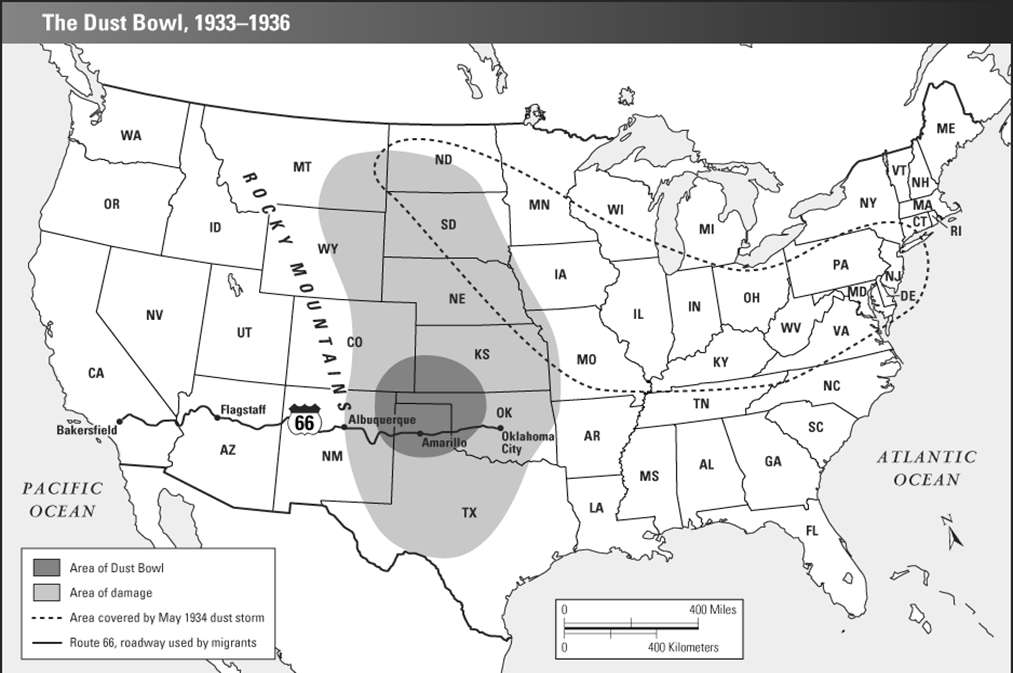 The Dust Bowl, 1933–1936
WA
OR
ID
MT
ND
SD
WY
NE
MN
WI
MI
IA
IL
IN
OH
PA
NY
VT
NH
ME
MA
CT
RI
NJ
DE
MD
WV
VA
KY
MO
KS
CO
UT
NV
CA
AZ
NM
OK
TX
AR
LA
MS
AL
GA
TN
NC
SC
FL
ROCKY MOUNTAINS
66
Bakersfield
Flagstaff
Albuquerque
Amarillo
Oklahoma
City
PACIFIC
OCEAN
ATLANTIC
OCEAN
N
Area of Dust Bowl
Area of damage
Area covered by May 1934 dust storm
Route 66, roadway used by migrants
0 400 Miles
0 400 Kilometers